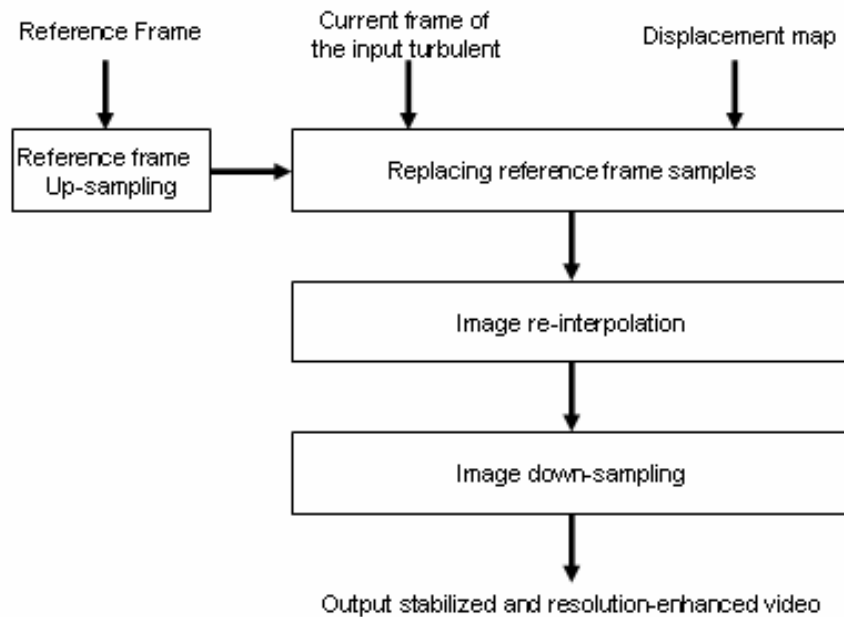 Reference Frame
Current frame of
the input turbulent
Displacement map
Reference frame
Up-sampling
Replacing reference frame samples
Image re-interpolation
Image down-sampling
Output stabilized and resolution-enhanced video